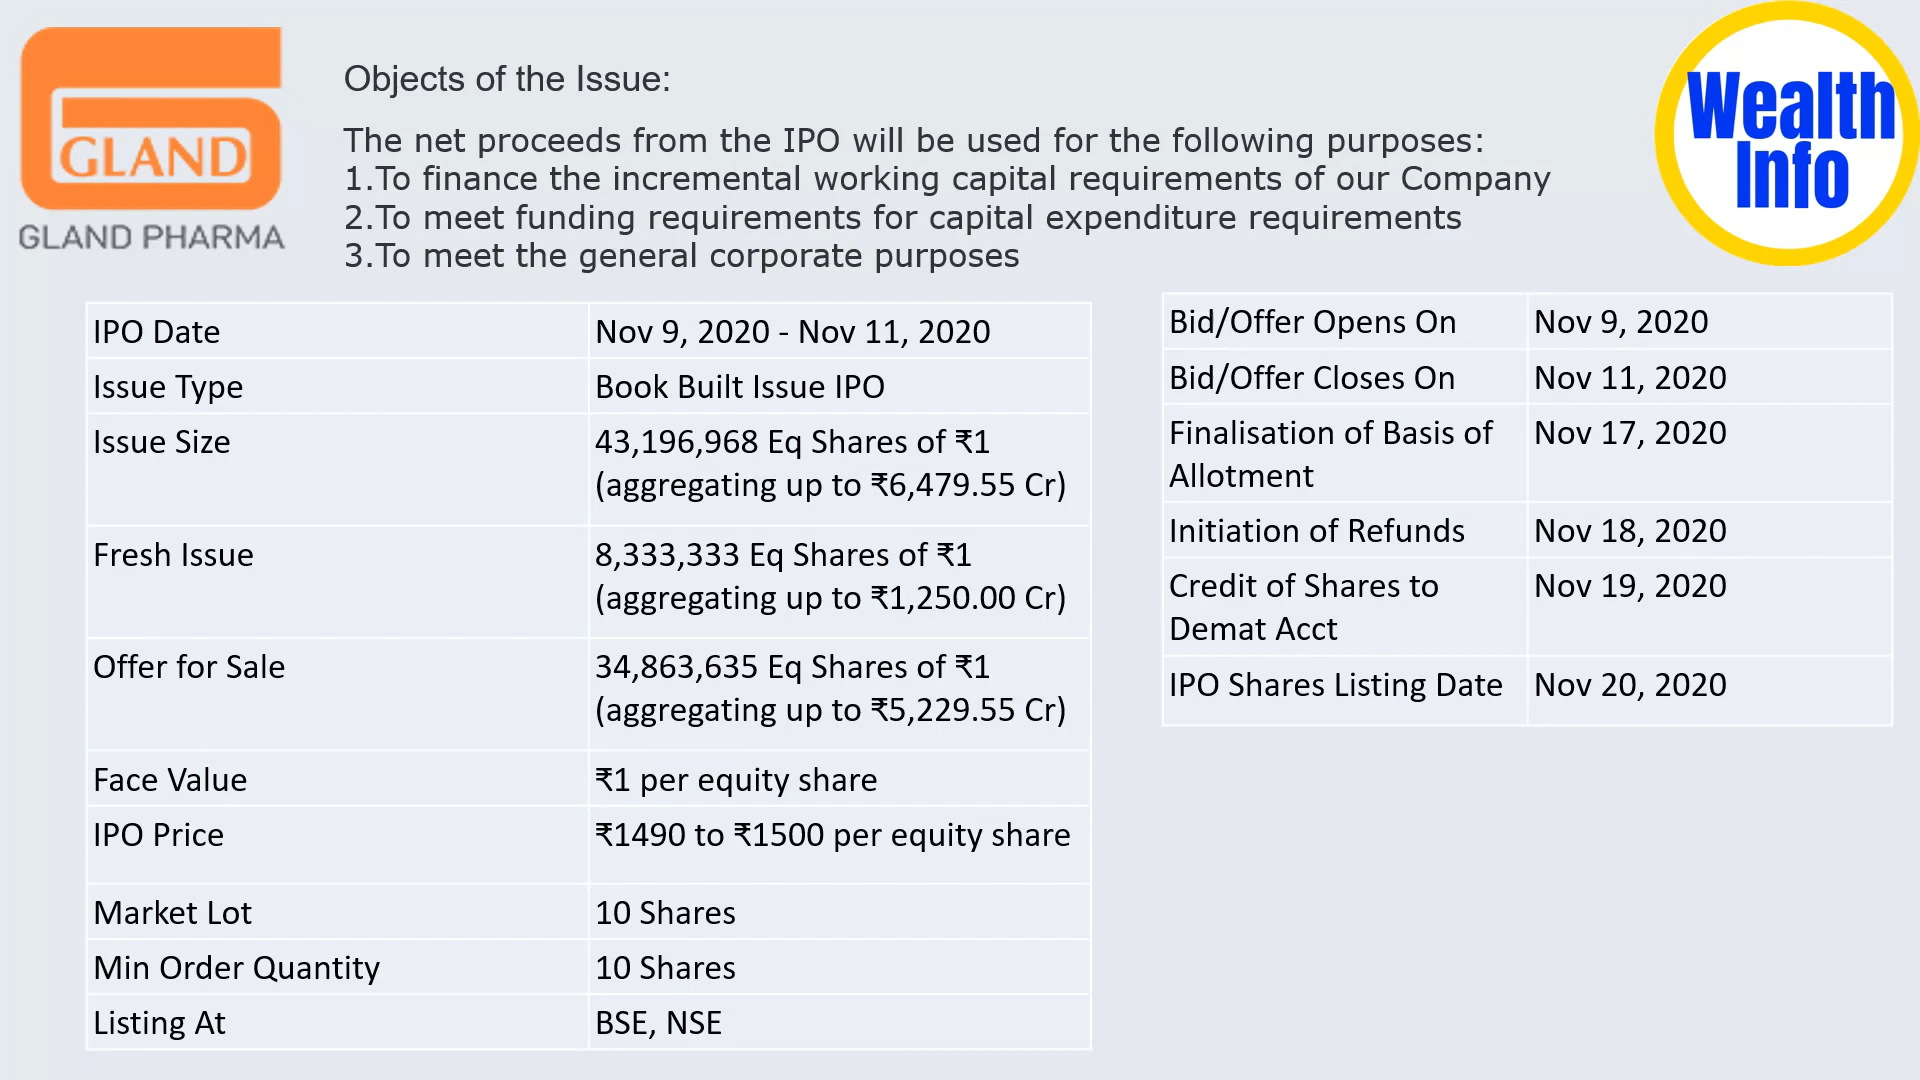 GLAND
GLAND PHARMA
Objects of the Issue:
The net proceeds from the IPO will be used for the following purposes:
1.To finance the incremental working capital requirements of our Company
2.To meet funding requirements for capital expenditure requirements
3.To meet the general corporate purposes
Wealth
Info
IPO Date Nov 9, 2020 - Nov 11, 2020
Issue Type Book Built Issue IPO
Issue Size 43,196,968 Eq Shares of ₹1
(aggregating up to ₹6,479.55 Cr)
Fresh Issue 8,333,333 Eq Shares of ₹1
(aggregating up to ₹1,250.00 Cr)
Offer for Sale 34,863,635 Eq Shares of ₹1
(aggregating up to ₹5,229.55 Cr)
Face Value ₹1 per equity share
IPO Price ₹1490 to ₹1500 per equity share
Market Lot 10 Shares
Min Order Quantity 10 Shares
Listing At BSE, NSE
Bid/Offer Opens On Nov 9, 2020
Bid/Offer Closes On Nov 11, 2020
Finalisation of Basis of Nov 17, 2020
Allotment
Initiation of Refunds Nov 18, 2020
Credit of Shares to Nov 19, 2020
Demat Acct
IPO Shares Listing Date Nov 20, 2020